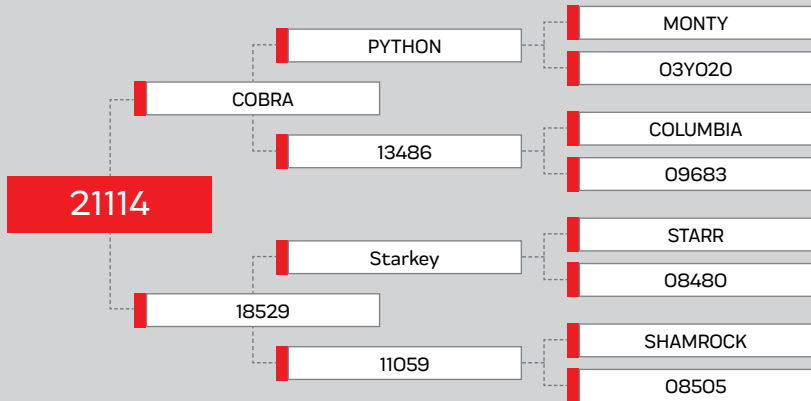 MONTY
PYTHON
03Y020
COBRA
COLUMBIA
13486
09683
21114
STARR
Starkey
08480
18529
SHAMROCK
11059
08505